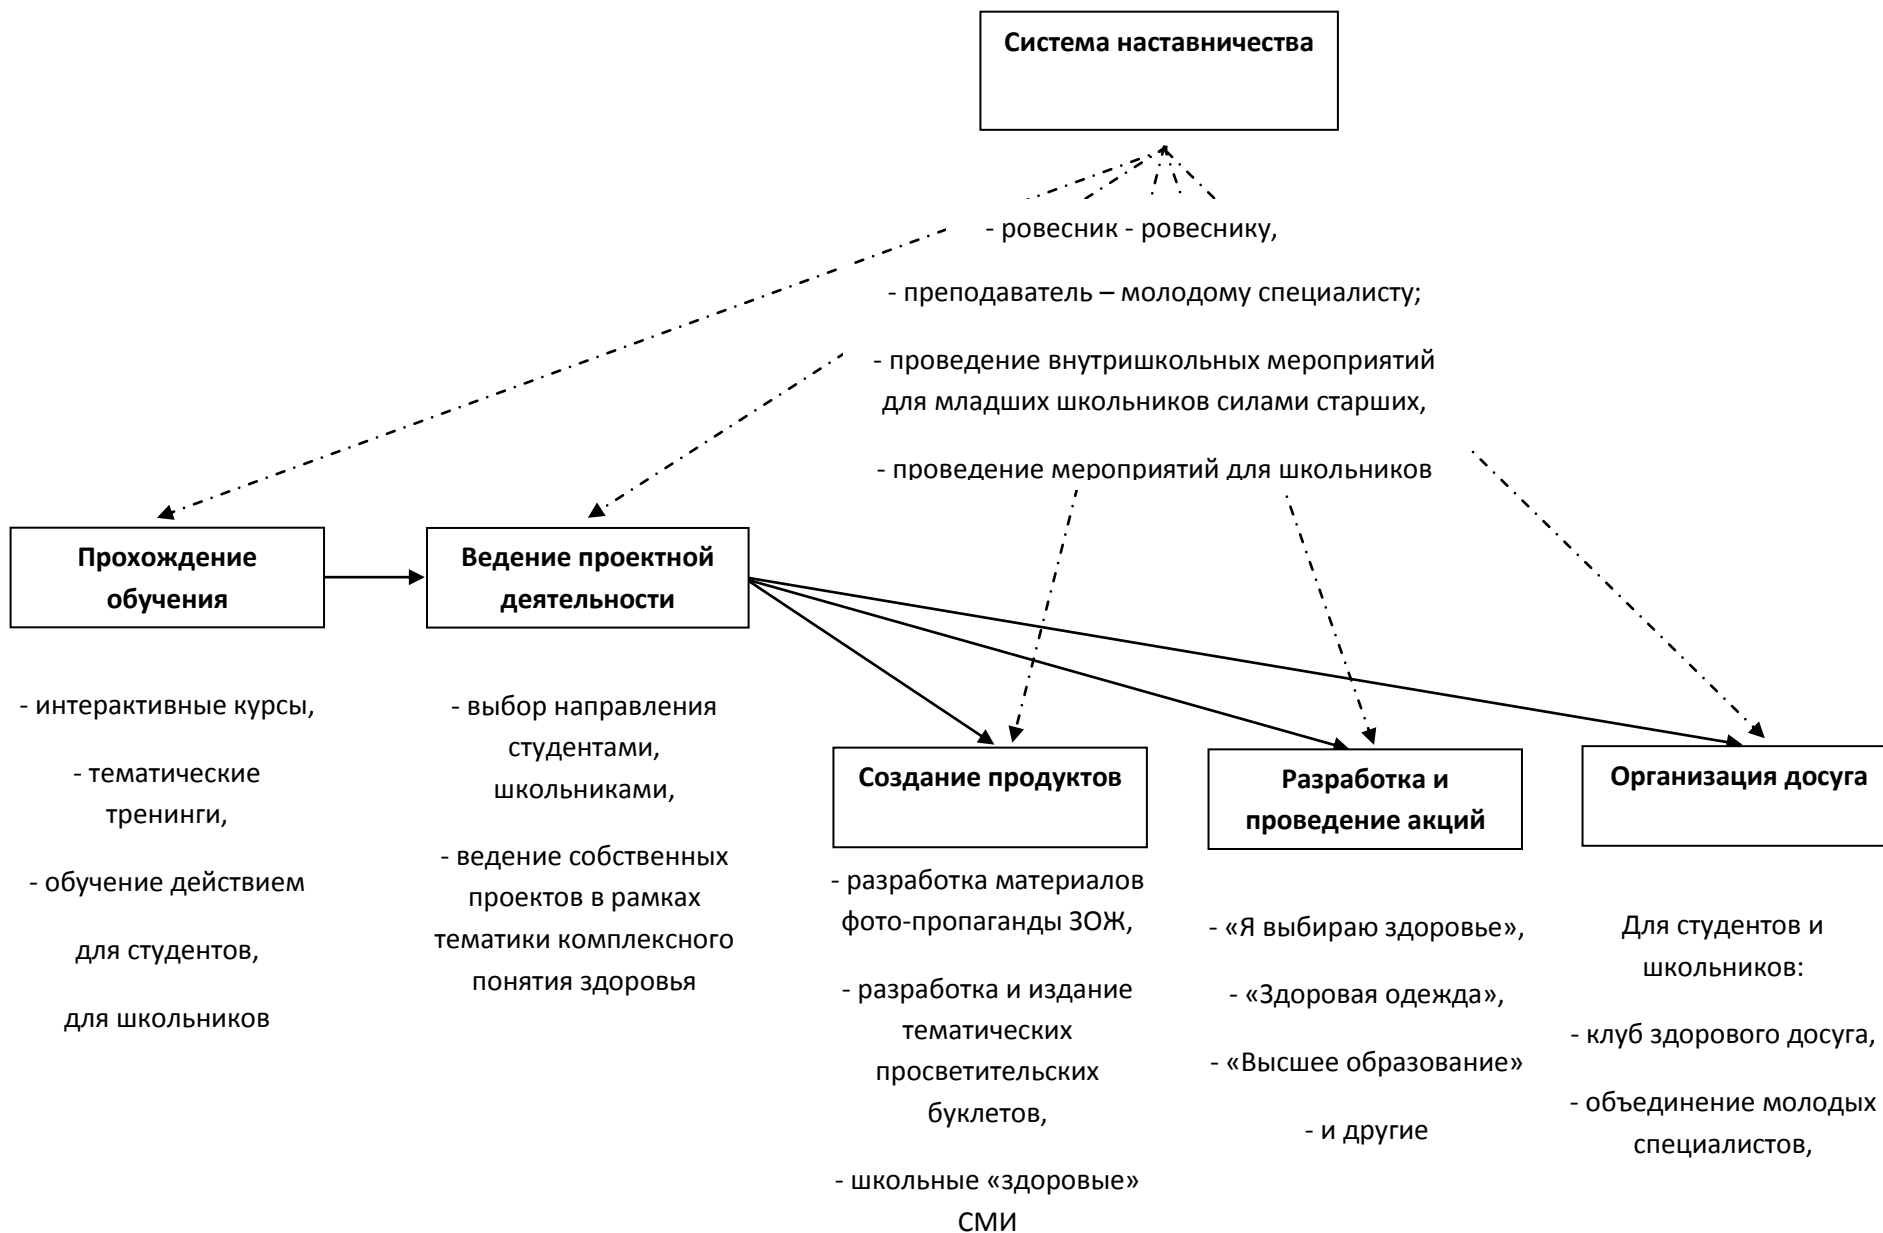 Система наставничества
- ровесник - ровеснику,
- преподаватель – молодому специалисту;
- проведение внутришкольных мероприятий
для младших школьников силами старших,
- проведение мероприятий для школьников
Прохождение
обучения
- интерактивные курсы,
- тематические
тренинги,
- обучение действием
для студентов,
для школьников
Ведение проектной
деятельности
- выбор направления
студентами,
школьниками,
- ведение собственных
проектов в рамках
тематики комплексного
понятия здоровья
Создание продуктов
- разработка материалов
фото-пропаганды ЗОЖ,
- разработка и издание
тематических
просветительских
буклетов,
- школьные «здоровые»
СМИ
Разработка и
проведение акций
- «Я выбираю здоровье»,
- «Здоровая одежда»,
- «Высшее образование»
- и другие
Организация досуга
Для студентов и
школьников:
- клуб здорового досуга,
- объединение молодых
специалистов,